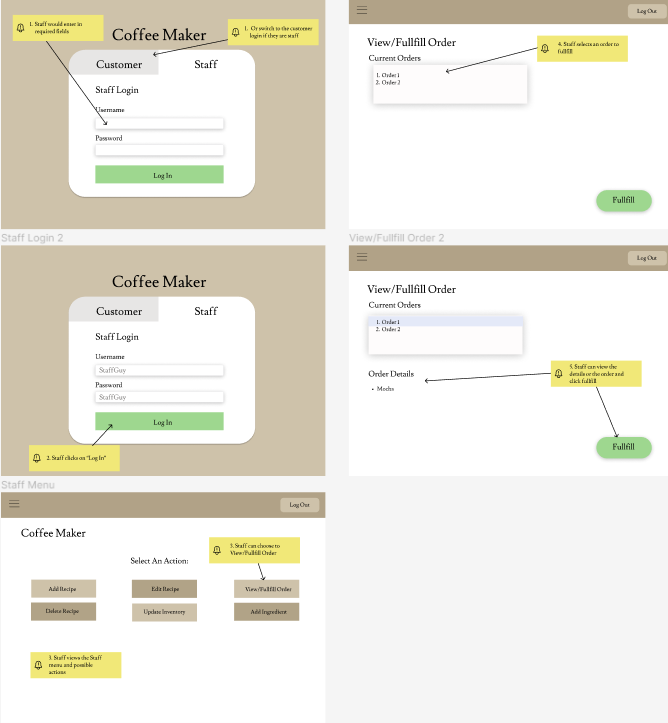 1. Staff would enter in
required fields
1. Or switch to the customer
login if they are staff
Coffee Maker
Customer
Staff
Staff Login
Username
Password
Log In
Log Out
View/Fullfill Order
Current Orders
4. Staff selects an order to
fulfill
1. Order 1
2. Order 2
Fullfill
Staff Login 2
Coffee Maker
Customer
Staff
Staff Login
Username
StaffGuy
Password
StaffGuy
Log In
2. Staff clicks on "Log In"
View/Fullfill Order 2
Log Out
View/Fullfill Order
Current Orders
1. Order 1
2. Order 2
Order Details
• Mocha
5. Staff can view the
details or the order and
click fullfill
Fullfill
Staff Menu
Log Out
Coffee Maker
3. Staff can choose to
View/Fullfill Order
Select An Action:
Add Recipe
Edit Recipe
View/Fullfill Order
Delete Recipe
Update Inventory
Add Ingredient
3. Staff views the Staff
menu and possible
actions